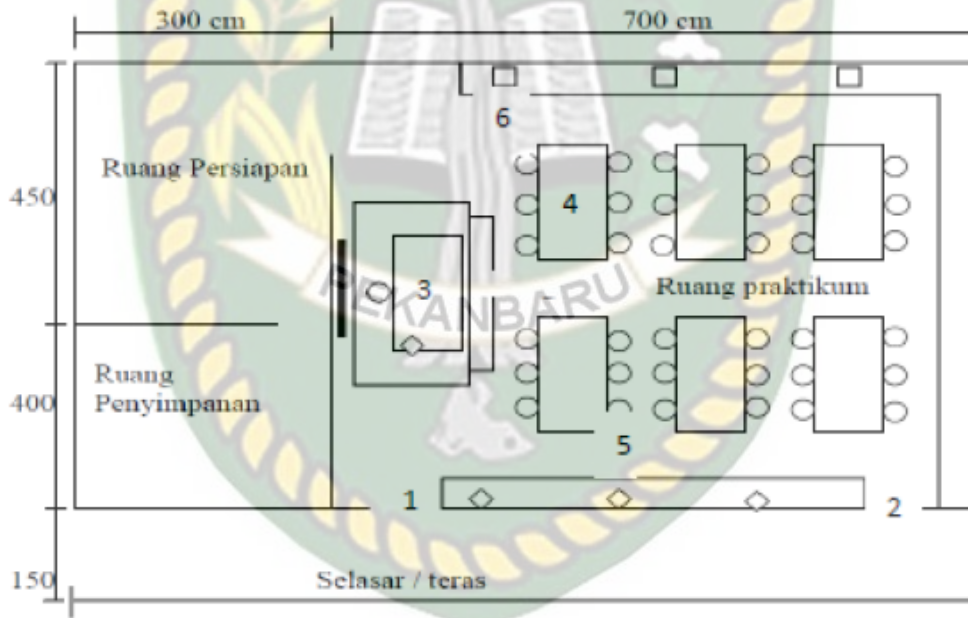 300 cm
700 cm
6
Ruang Persiapan
450
4
3
Ruang praktikum
PEKANBARU
Ruang
Penyimpanan
400
5
1
2
150
Selasar / teras